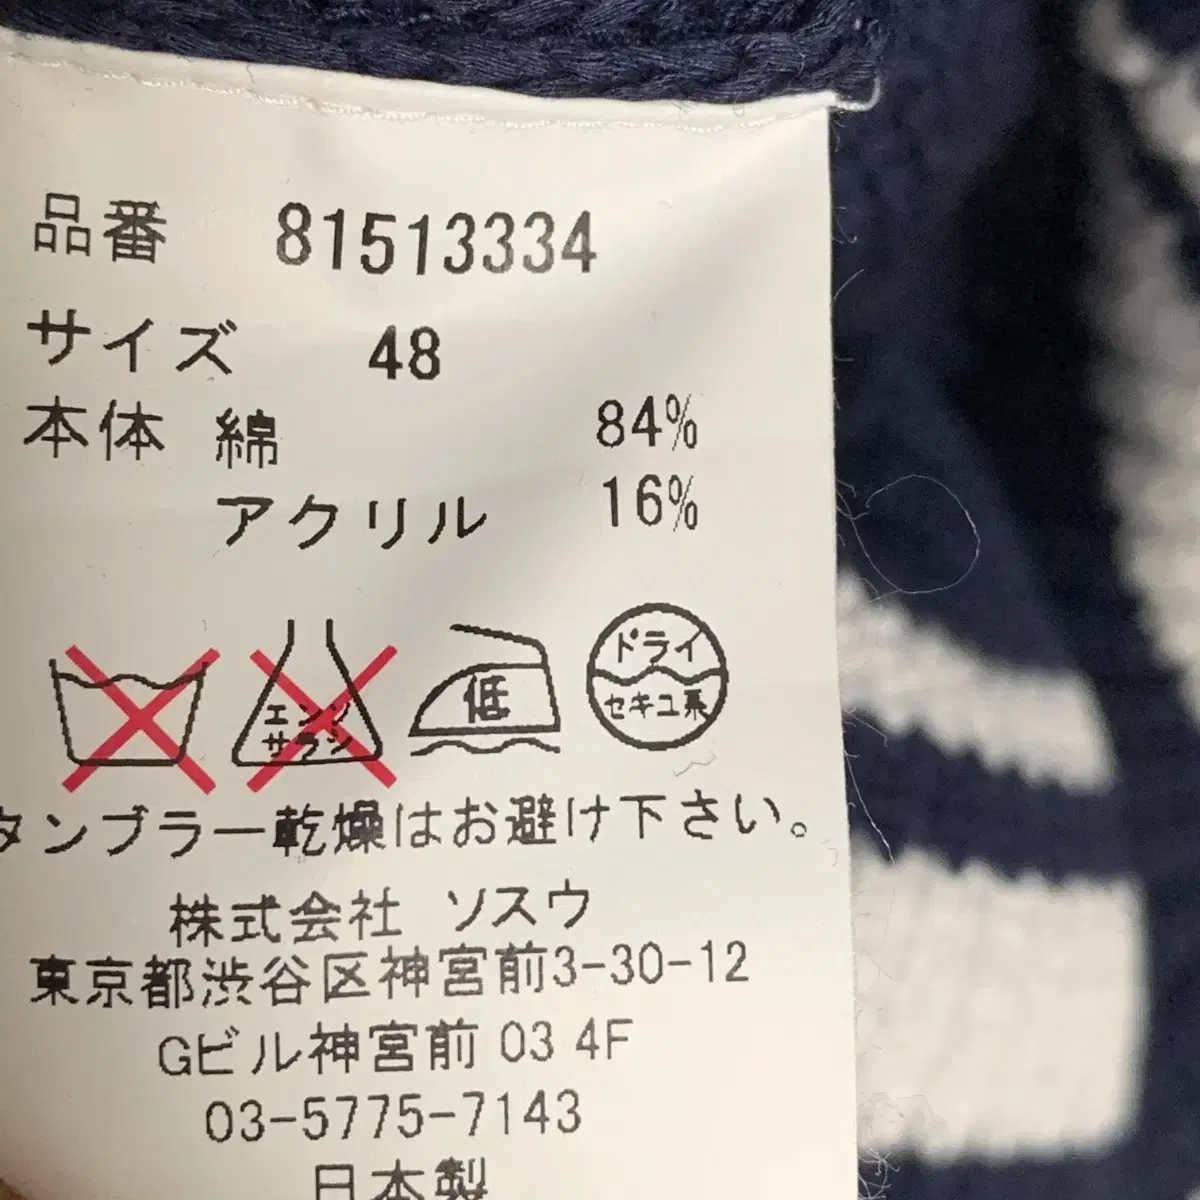 品番 81513334
サイズ 48
本体 綿 84%
アクリル 16%
エンソ
サラシ
低
ドライ
セキユ系
タンブラー乾燥はお避け下さい。
株式会社 ソスウ
東京都渋谷区神宮前3-30-12
Gビル神宮前 03 4F
03-5775-7143
日本製